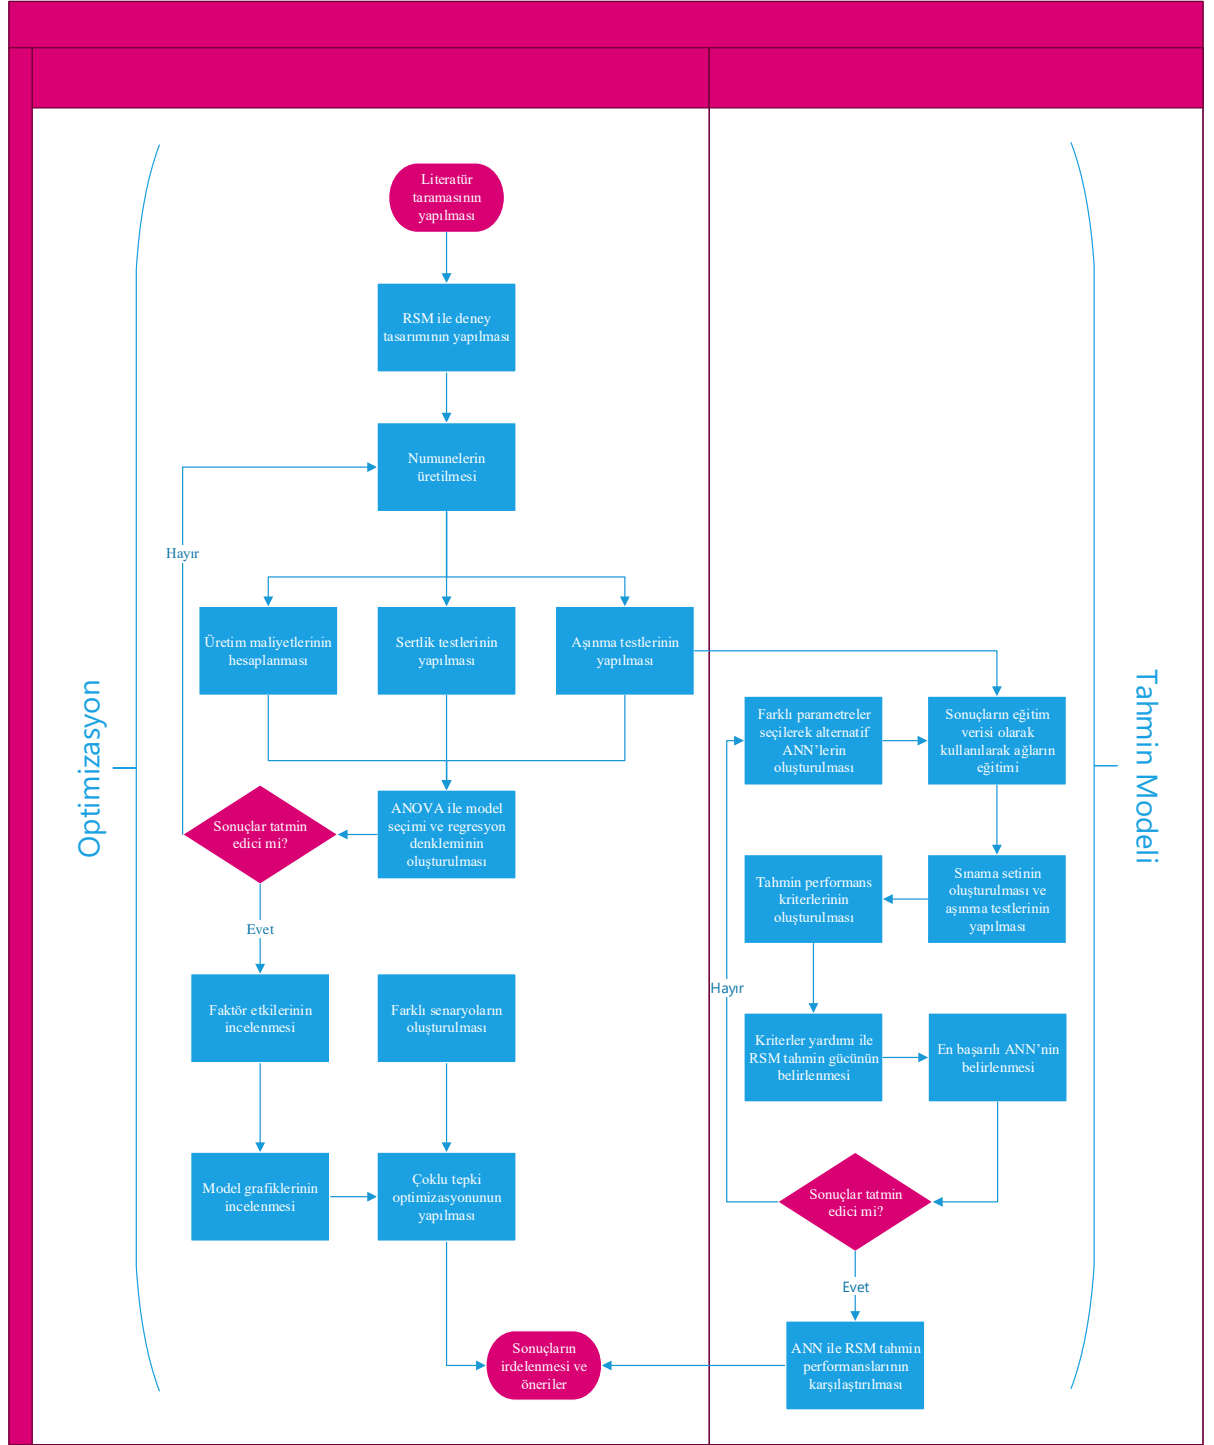 Literatür
taramasının
yapılması
RSM ile deney
tasarımının yapılması
Numunelerin
üretilmesi
Hayır
Üretim maliyetlerinin
hesaplanması
Sertlik testlerinin
yapılması
Aşınma testlerinin
yapılması
Optimizasyon
Sonuçlar tatmin
edici mi?
ANOVA ile model
seçimi ve regresyon
denkleminin
oluşturulması
Evet
Faktör etkilerinin
incelenmesi
Farklı senaryoların
oluşturulması
Model grafiklerinin
incelenmesi
Çoklu tepki
optimizasyonunun
yapılması
Sonuçların
irdelenmesi ve
öneriler
Farklı parametreler
seçilerek alternatif
ANN’lerin
oluşturulması
Sonuçların eğitim
verisi olarak
kullanılarak ağların
eğitimi
Tahmin Modeli
Tahmin performans
kriterlerinin
oluşturulması
Sınama setinin
oluşturulması ve
aşınma testlerinin
yapılması
Hayır
Kriterler yardımı ile
RSM tahmin gücünün
belirlenmesi
En başarılı ANN’nin
belirlenmesi
Sonuçlar tatmin
edici mi?
Evet
ANN ile RSM tahmin
performanslarının
karşılaştırılması